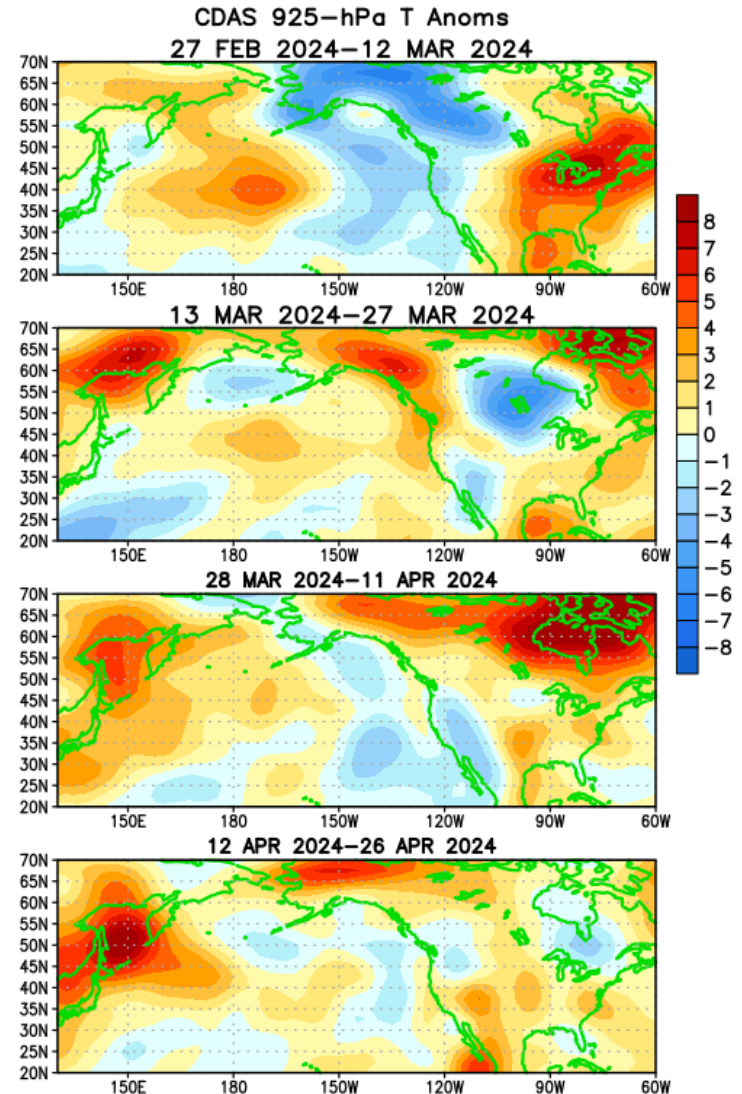 CDAS 925-hPa T Anoms
27 FEB 2024-12 MAR 2024
70N
65N
60N
55N
50N
45N
40N
35N
30N
25N
20N
150E 180 150W 120W 90W 60W
13 MAR 2024-27 MAR 2024
70N
65N
60N
55N
50N
45N
40N
35N
30N
25N
20N
150E 180 150W 120W 90W 60W
28 MAR 2024-11 APR 2024
70N
65N
60N
55N
50N
45N
40N
35N
30N
25N
20N
150E 180 150W 120W 90W 60W
12 APR 2024-26 APR 2024
70N
65N
60N
55N
50N
45N
40N
35N
30N
25N
20N
150E 180 150W 120W 90W 60W
8
7
6
5
4
3
2
1
0
-1
-2
-3
-4
-5
-6
-7
-8